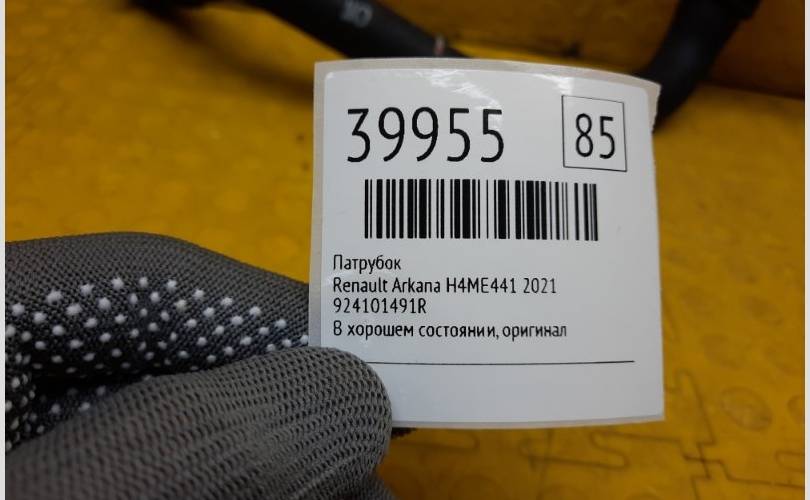 39955
85
Патрубок
Renault Arkana H4ME441 2021
924101491R
В хорошем состоянии, оригинал